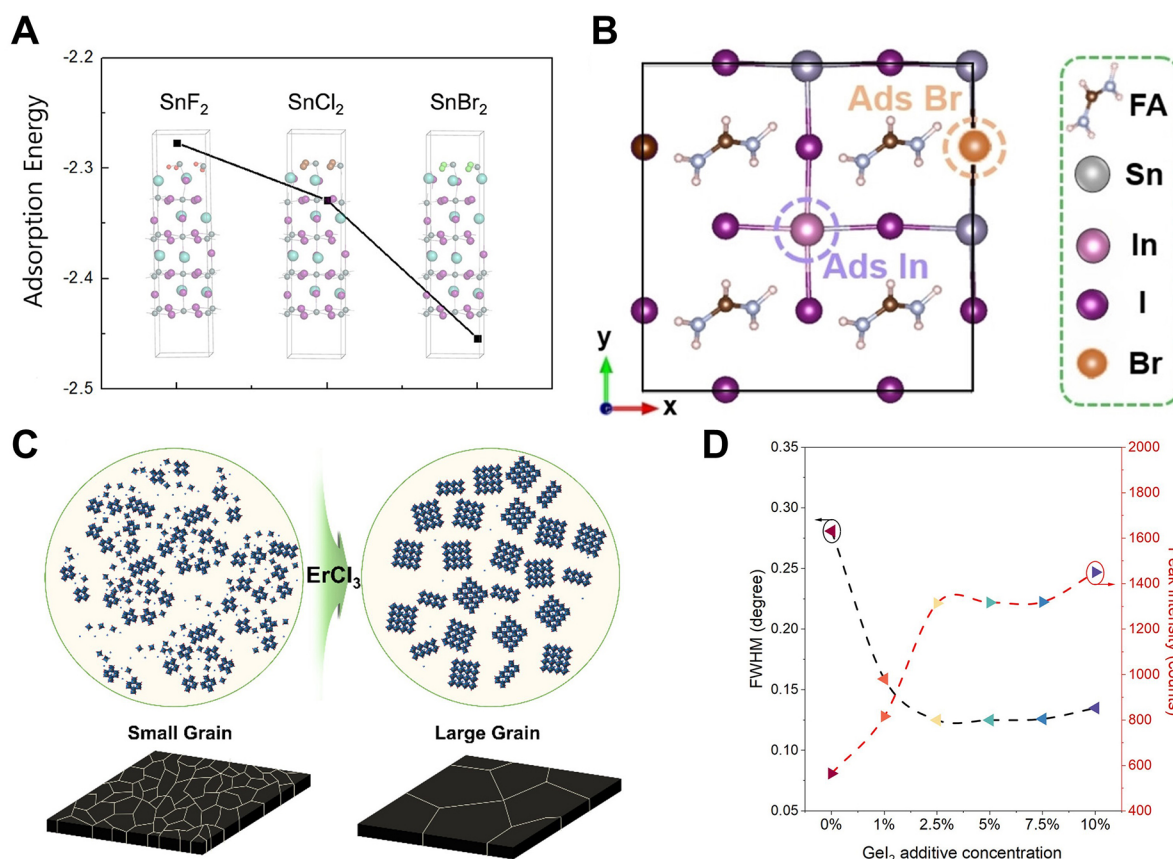 A
-2.2
-2.3
-2.4
-2.5
Adsorption Energy
SnF₂
SnCl₂
SnBr₂
B
Ads Br
Ads In
y
x
FA
Sn
In
I
Br
C
ErCl₃
Small Grain
Large Grain
D
0.35
0.30
0.25
0.20
0.15
0.10
0.05
FWHM (degree)
2000
1800
1600
1400
1200
1000
800
600
400
0%
1%
2.5%
5%
7.5%
10%
GeI₂ additive concentration